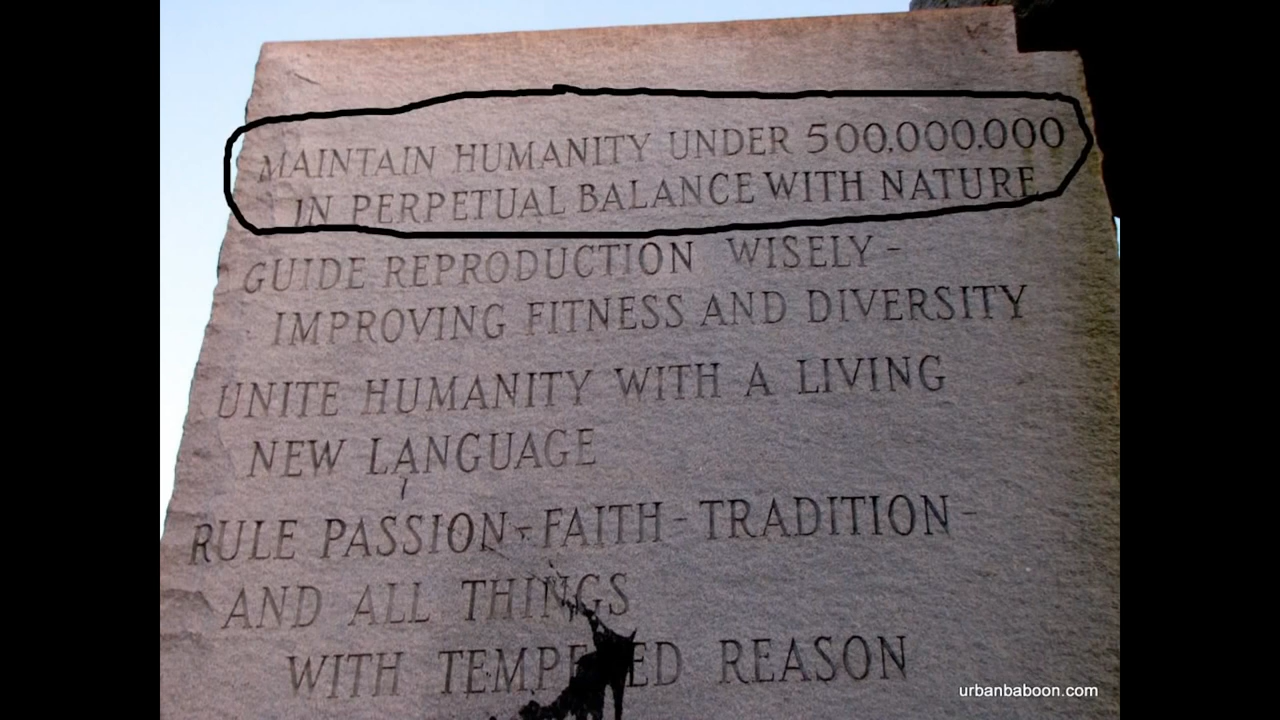 MAINTAIN HUMANITY UNDER 500,000,000
IN PERPETUAL BALANCE WITH NATURE
GUIDE REPRODUCTION WISELY -
IMPROVING FITNESS AND DIVERSITY
UNITE HUMANITY WITH A LIVING
NEW LANGUAGE
RULE PASSION - FAITH - TRADITION -
AND ALL THINGS
WITH TEMPERED REASON
urbanbaboon.com